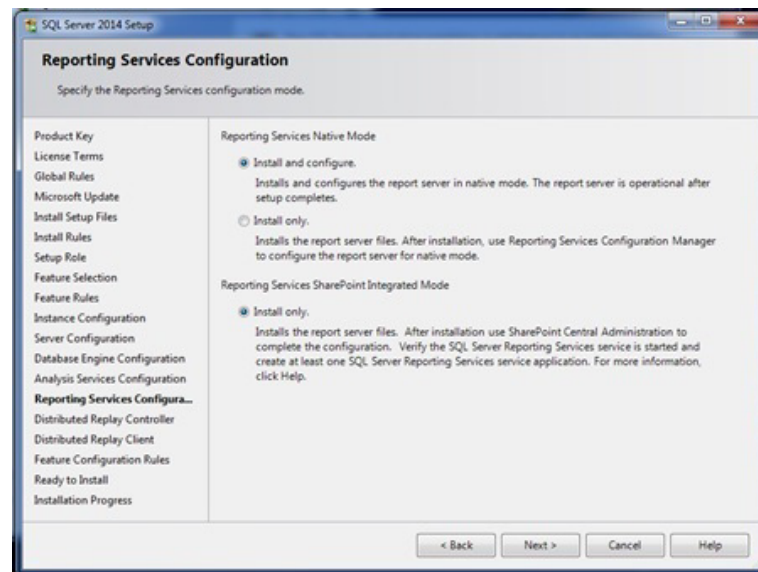 SQL Server 2014 Setup
Reporting Services Configuration
Specify the Reporting Services configuration mode.
Product Key
License Terms
Global Rules
Microsoft Update
Install Setup Files
Install Rules
Setup Role
Feature Selection
Feature Rules
Instance Configuration
Server Configuration
Database Engine Configuration
Analysis Services Configuration
Reporting Services Configura...
Distributed Replay Controller
Distributed Replay Client
Feature Configuration Rules
Ready to Install
Installation Progress
Reporting Services Native Mode
Install and configure.
Installs and configures the report server in native mode. The report server is operational after
setup completes.
Install only.
Installs the report server files. After installation, use Reporting Services Configuration Manager
to configure the report server for native mode.
Reporting Services SharePoint Integrated Mode
Install only.
Installs the report server files. After installation use SharePoint Central Administration to
complete the configuration. Verify the SQL Server Reporting Services service is started and
create at least one SQL Server Reporting Services service application. For more information,
click Help.
< Back
Next >
Cancel
Help